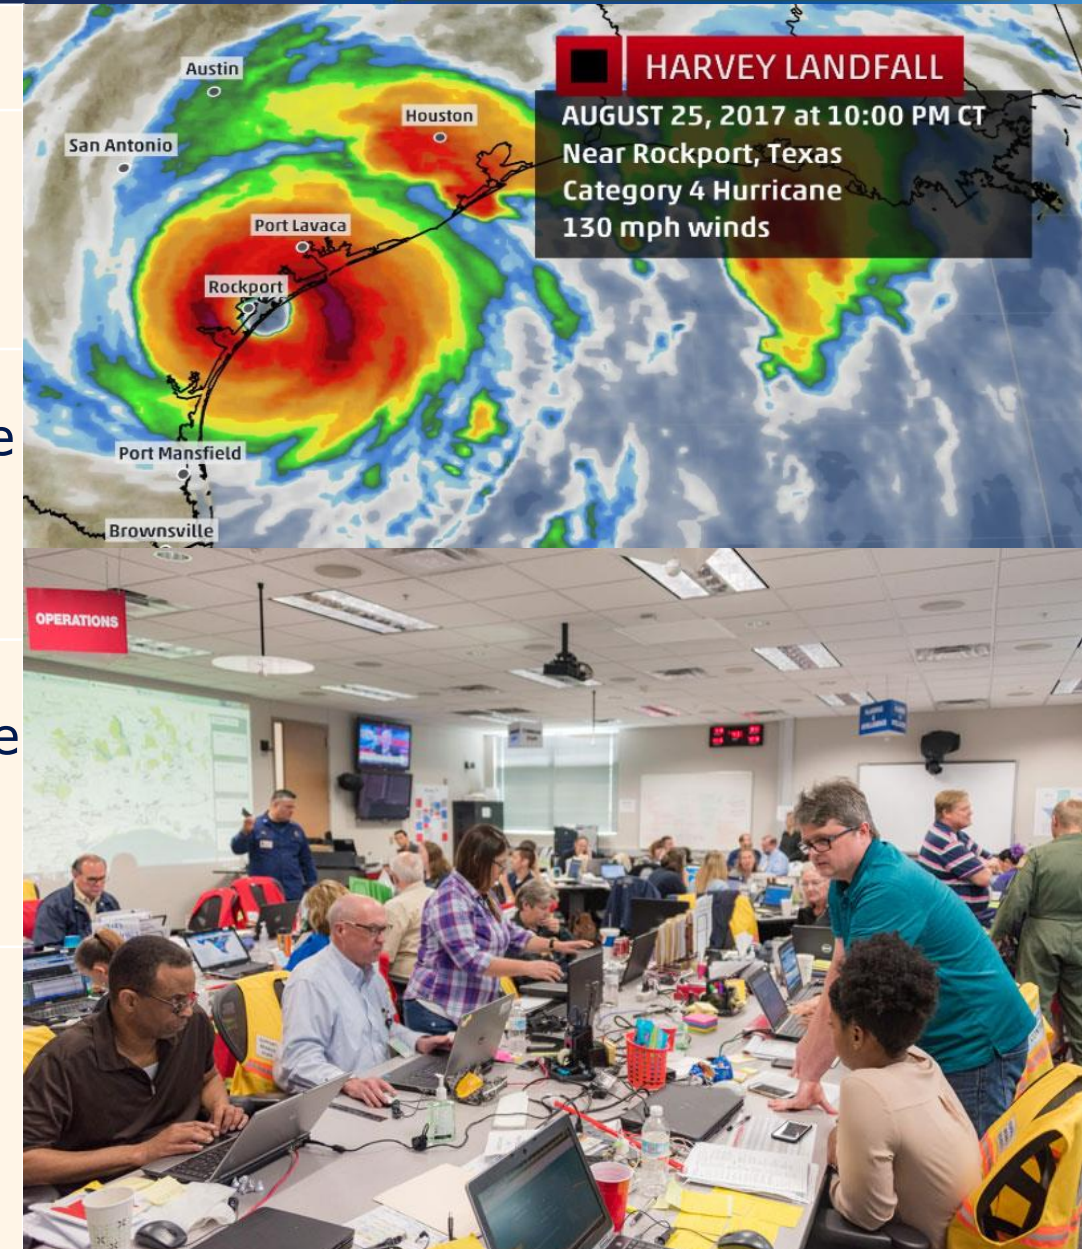 HARVEY LANDFALL
AUGUST 25, 2017 at 10:00 PM CT
Near Rockport, Texas
Category 4 Hurricane
130 mph winds
Austin
Houston
San Antonio
Port Lavaca
Rockport
Port Mansfield
Brownsville
e
e
OPERATIONS